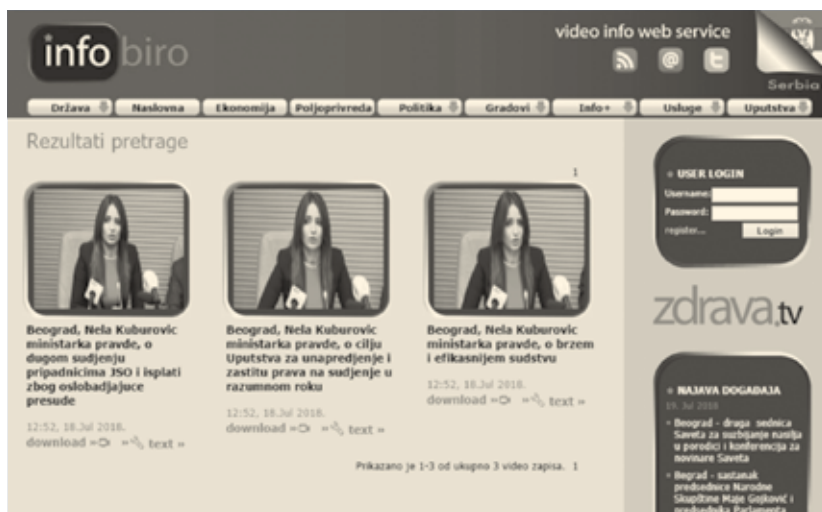 infobiro
video info web service
Serbia
Država
Naslovna
Ekonomija
Poljoprivreda
Politika
Gradovi
Info+
Usluge
Uputstva
Rezultati pretrage
1
Beograd, Nela Kuburovic
ministarka pravde, o
dugom sudjenju
pripadnicima JSO i isplati
zbog oslobadjajuce
presude
12:52, 18.Jul 2018.
download » » text »
Beograd, Nela Kuburovic
ministarka pravde, o cilju
Uputstva za unapredjenje i
zastitu prava na sudjenje u
razumnom roku
12:52, 18.Jul 2018.
download » » text »
Beograd, Nela Kuburovic
ministarka pravde, o brzem
i efikasnijem sudstvu
12:52, 18.Jul 2018.
download » » text »
Prikazano je 1-3 od ukupno 3 video zapisa. 1
USER LOGIN
Username:
Password:
register...
Login
zdrava.tv
NAJAVA DOGAĐAJA
19. Jul 2018
Beograd - druga sednica
Saveta za suzbijanje nasilja
u porodici i konferencija za
novinare Saveta
Begrad - sastanak
predsednice Narodne
Skupštine Maje Gojković i
predsednika Parlamenta